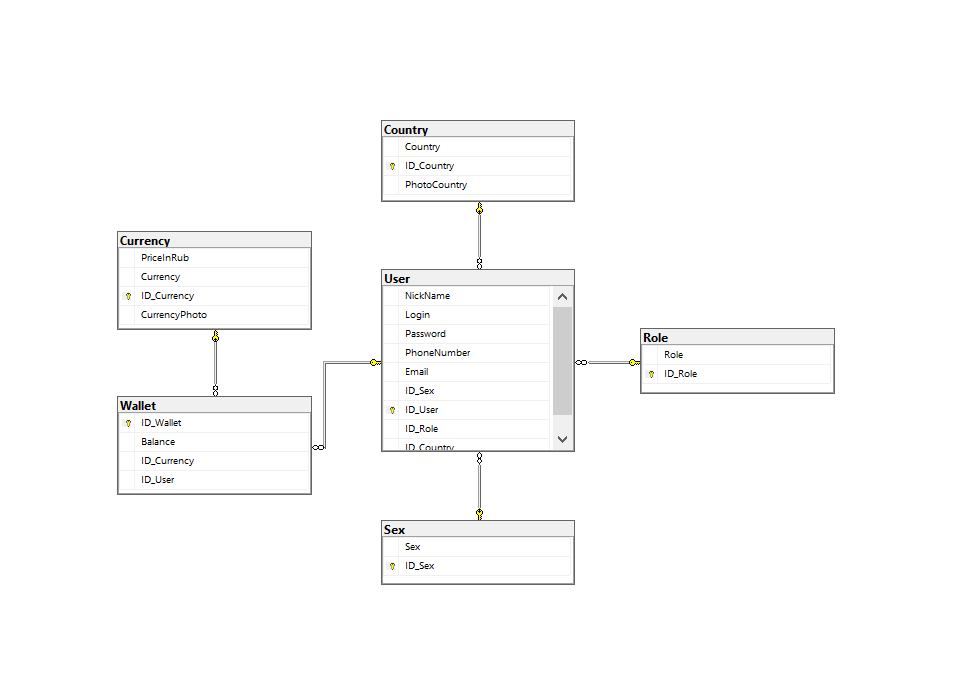 Country
Country
ID_Country
PhotoCountry
Currency
PriceInRub
Currency
ID_Currency
CurrencyPhoto
User
NickName
Login
Password
PhoneNumber
Email
ID_Sex
ID_User
ID_Role
ID_Country
Role
Role
ID_Role
Wallet
ID_Wallet
Balance
ID_Currency
ID_User
Sex
Sex
ID_Sex